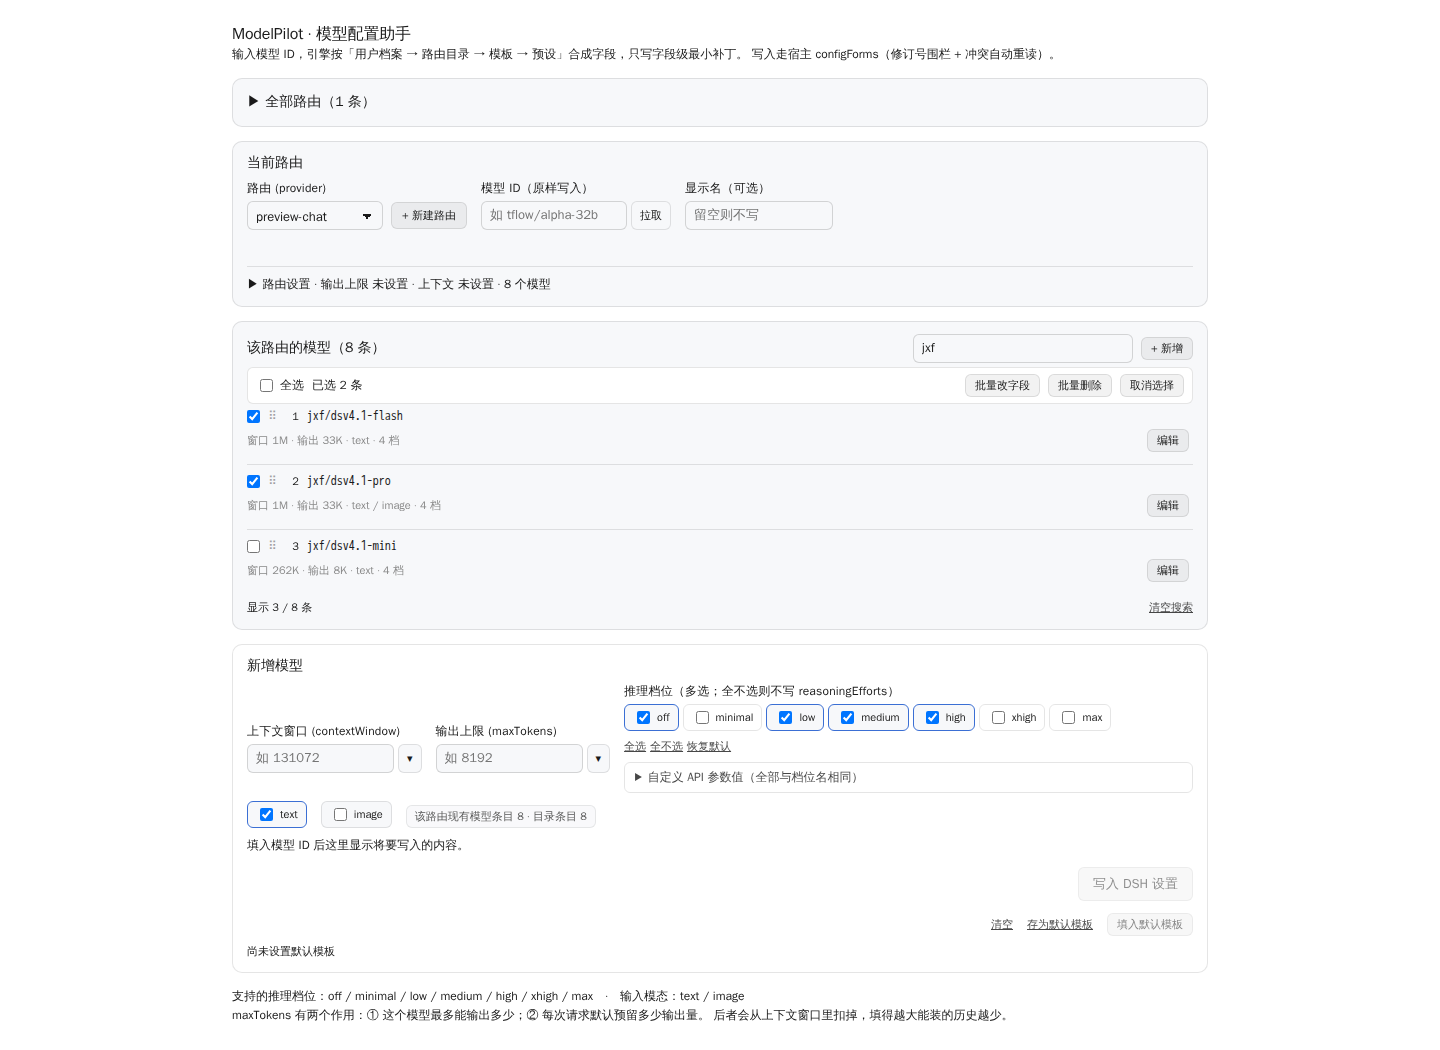 ModelPilot · 模型配置助手
输入模型 ID，引擎按「用户档案 → 路由目录 → 模板 → 预设」合成字段，只写字段级最小补丁。 写入走宿主 configForms（修订号围栏 + 冲突自动重读）。
▶ 全部路由（1 条）
当前路由
路由 (provider) 模型 ID（原样写入） 显示名（可选）
preview-chat + 新建路由 如 tflow/alpha-32b 拉取 留空则不写
▶ 路由设置 · 输出上限 未设置 · 上下文 未设置 · 8 个模型
该路由的模型（8 条） jxf + 新增
全选 已选 2 条 批量改字段 批量删除 取消选择
1 jxf/dsv4.1-flash
窗口 1M · 输出 33K · text · 4 档 编辑
2 jxf/dsv4.1-pro
窗口 1M · 输出 33K · text / image · 4 档 编辑
3 jxf/dsv4.1-mini
窗口 262K · 输出 8K · text · 4 档 编辑
显示 3 / 8 条 清空搜索
新增模型
推理档位（多选；全不选则不写 reasoningEfforts）
off minimal low medium high xhigh max
上下文窗口 (contextWindow) 输出上限 (maxTokens)
全选 全不选 恢复默认
如 131072 ▼ 如 8192 ▼
▶ 自定义 API 参数值（全部与档位名相同）
text image 该路由现有模型条目 8 · 目录条目 8
填入模型 ID 后这里显示将要写入的内容。
写入 DSH 设置
清空 存为默认模板 填入默认模板
尚未设置默认模板
支持的推理档位：off / minimal / low / medium / high / xhigh / max · 输入模态：text / image
maxTokens 有两个作用：① 这个模型最多能输出多少；② 每次请求默认预留多少输出量。 后者会从上下文窗口里扣掉，填得越大能装的历史越少。